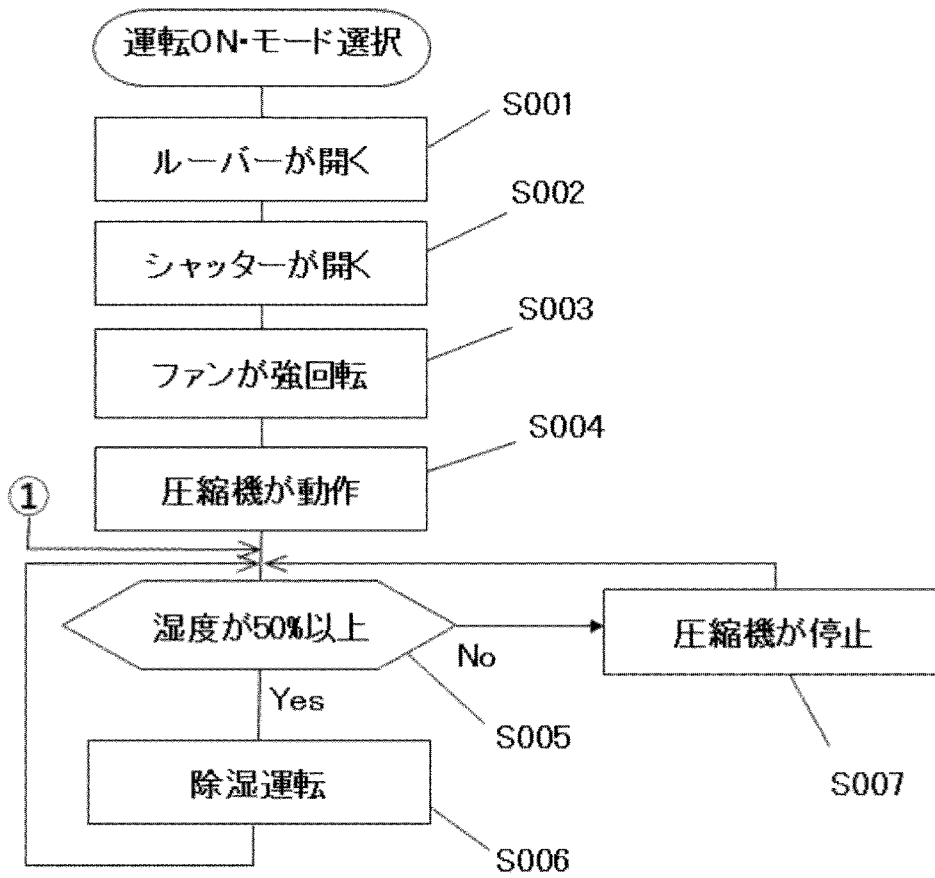 運転ON・モード選択
S001
ルーバーが開く
S002
シャッターが開く
S003
ファンが強回転
S004
圧縮機が動作
①
湿度が50%以上
No
圧縮機が停止
Yes
S005
S007
除湿運転
S006